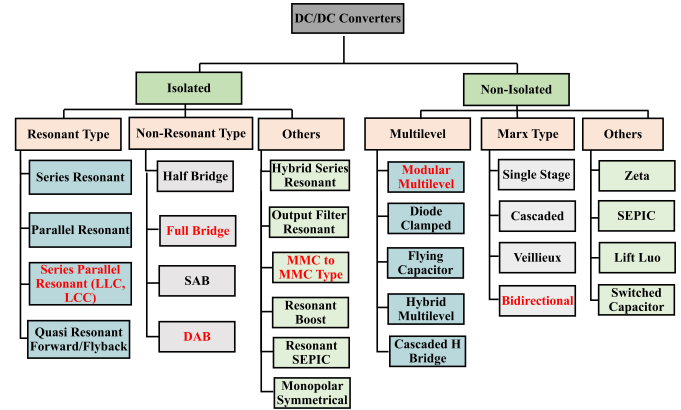 DC/DC Converters
Isolated
Non-Isolated
Resonant Type
Non-Resonant Type
Others
Multilevel
Marx Type
Others
Series Resonant
Parallel Resonant
Series Parallel
Resonant (LLC,
LCC)
Quasi Resonant
Forward/Flyback
Half Bridge
Full Bridge
SAB
DAB
Hybrid Series
Resonant
Output Filter
Resonant
MMC to
MMC Type
Resonant
Boost
Resonant
SEPIC
Monopolar
Symmetrical
Modular
Multilevel
Diode
Clamped
Flying
Capacitor
Hybrid
Multilevel
Cascaded H
Bridge
Single Stage
Cascaded
Veillieux
Bidirectional
Zeta
SEPIC
Lift Luo
Switched
Capacitor